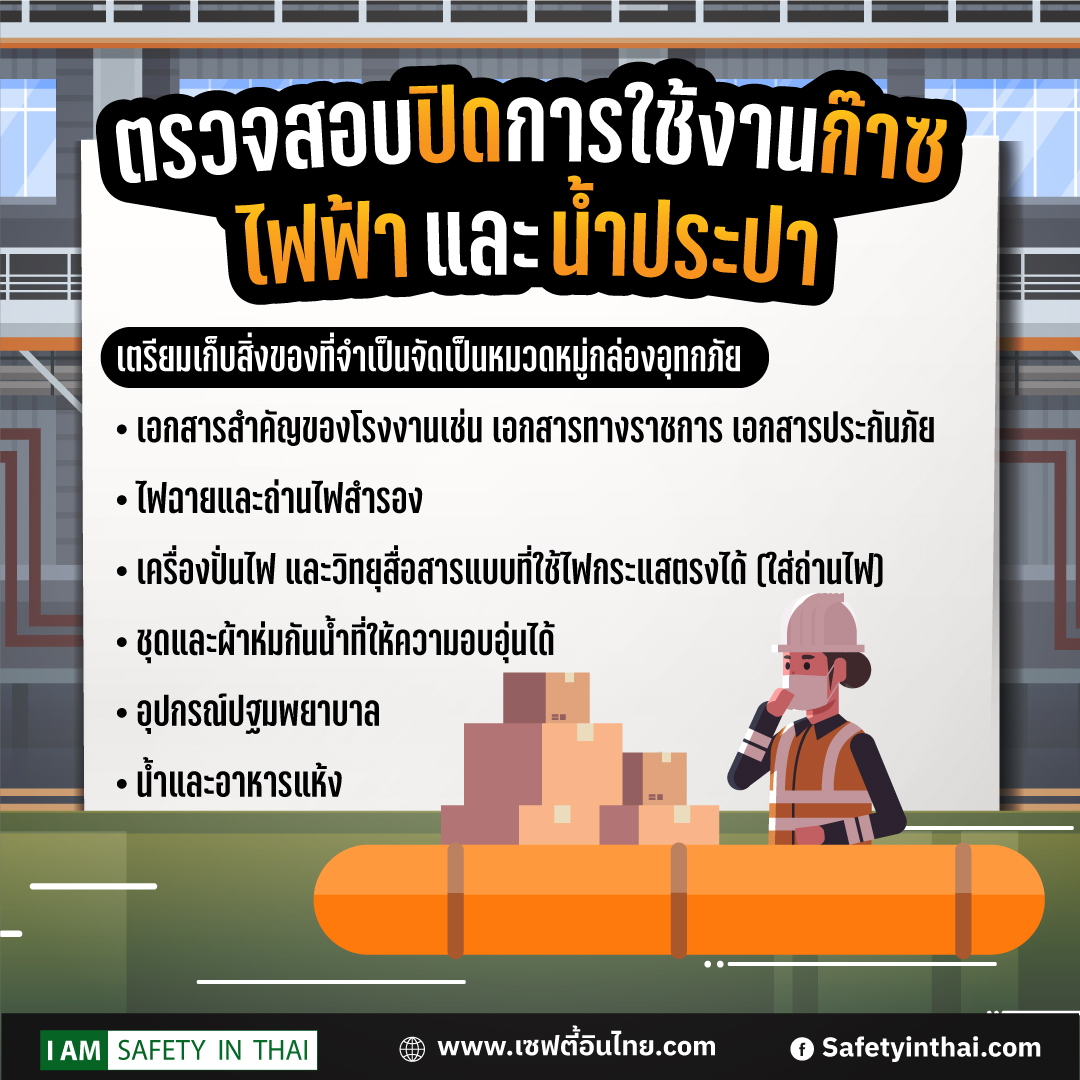 ตรวจสอบปิดการใช้งานก๊าซ
ไฟฟ้า และ น้ำประปา
เตรียมเก็บสิ่งของที่จำเป็นจัดเป็นหมวดหมู่กล่องอุทกภัย
• เอกสารสำคัญของโรงงานเช่น เอกสารทางราชการ เอกสารประกันภัย
• ไฟฉายและถ่านไฟสำรอง
• เครื่องปั่นไฟ และวิทยุสื่อสารแบบที่ใช้ไฟกระแสตรงได้ (ใส่ถ่านไฟ)
• ชุดและผ้าห่มกันน้ำที่ให้ความอบอุ่นได้
• อุปกรณ์ปฐมพยาบาล
• น้ำและอาหารแห้ง
I AM SAFETY IN THAI
www.เซฟตี้อินไทย.com
Safetyinthai.com